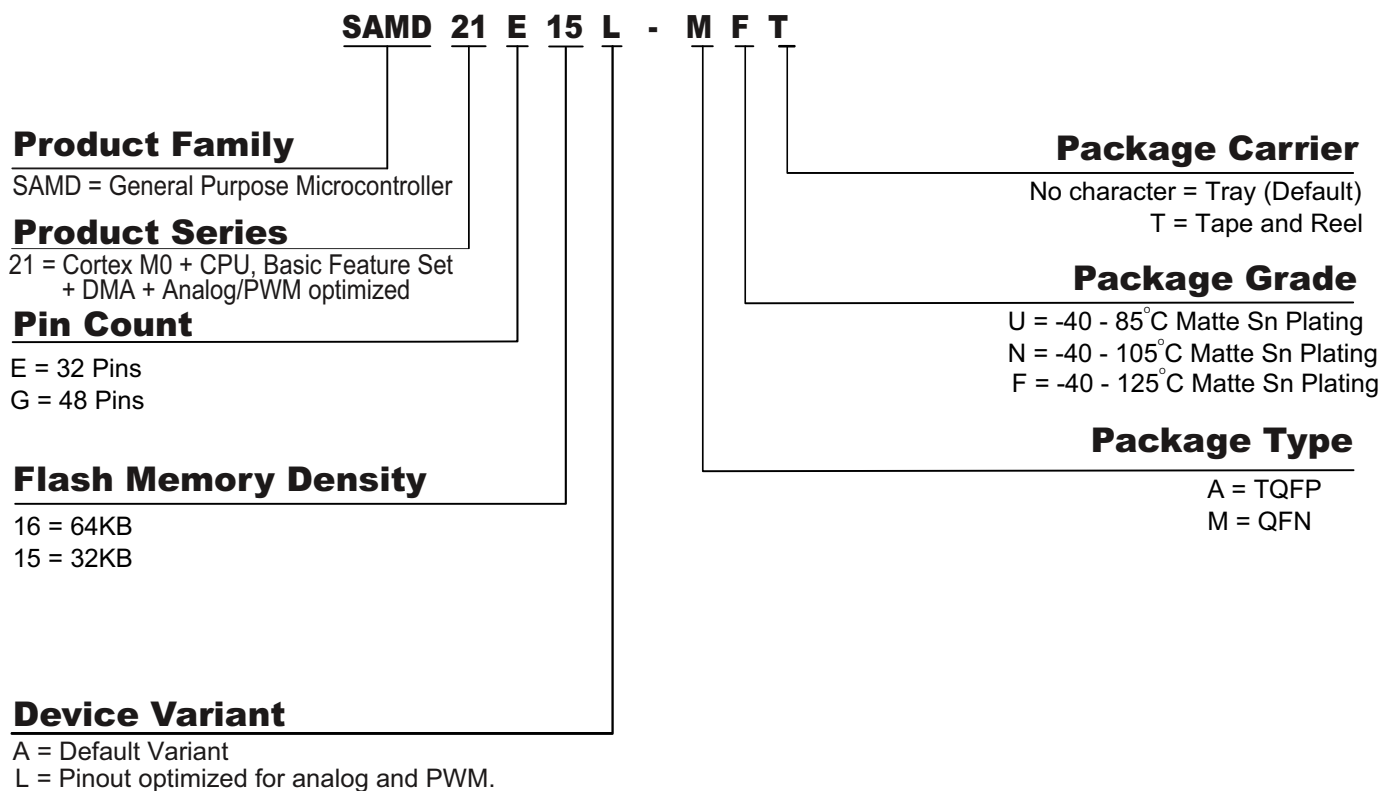 SAMD 21 E 15 L - M F T
Product Family
SAMD = General Purpose Microcontroller
Product Series
21 = Cortex M0 + CPU, Basic Feature Set
+ DMA + Analog/PWM optimized
Pin Count
E = 32 Pins
G = 48 Pins
Flash Memory Density
16 = 64KB
15 = 32KB
Device Variant
A = Default Variant
L = Pinout optimized for analog and PWM.
Package Carrier
No character = Tray (Default)
T = Tape and Reel
Package Grade
U = -40 - 85°C Matte Sn Plating
N = -40 - 105°C Matte Sn Plating
F = -40 - 125°C Matte Sn Plating
Package Type
A = TQFP
M = QFN